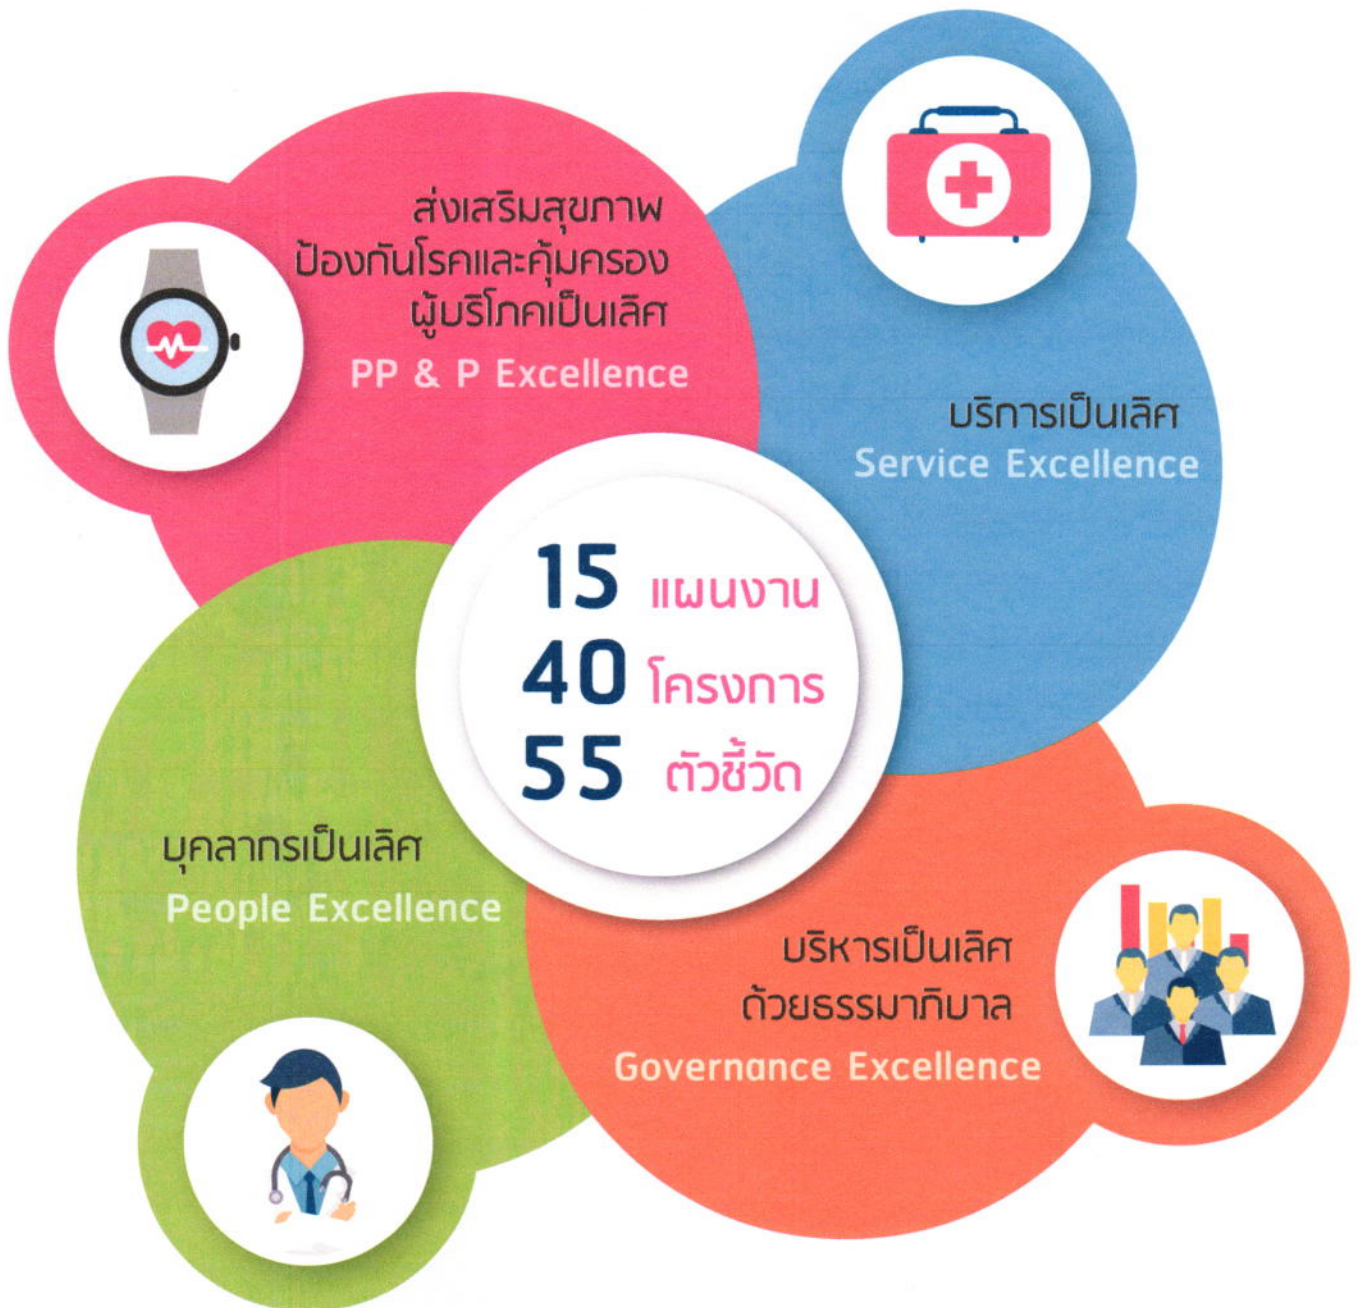 ส่งเสริมสุขภาพ
ป้องกันโรคและคุ้มครอง
ผู้บริโภคเป็นเลิศ
PP & P Excellence
บริการเป็นเลิศ
Service Excellence
15 แผนงาน
40 โครงการ
55 ตัวชี้วัด
บุคลากรเป็นเลิศ
People Excellence
บริหารเป็นเลิศ
ด้วยธรรมาภิบาล
Governance Excellence